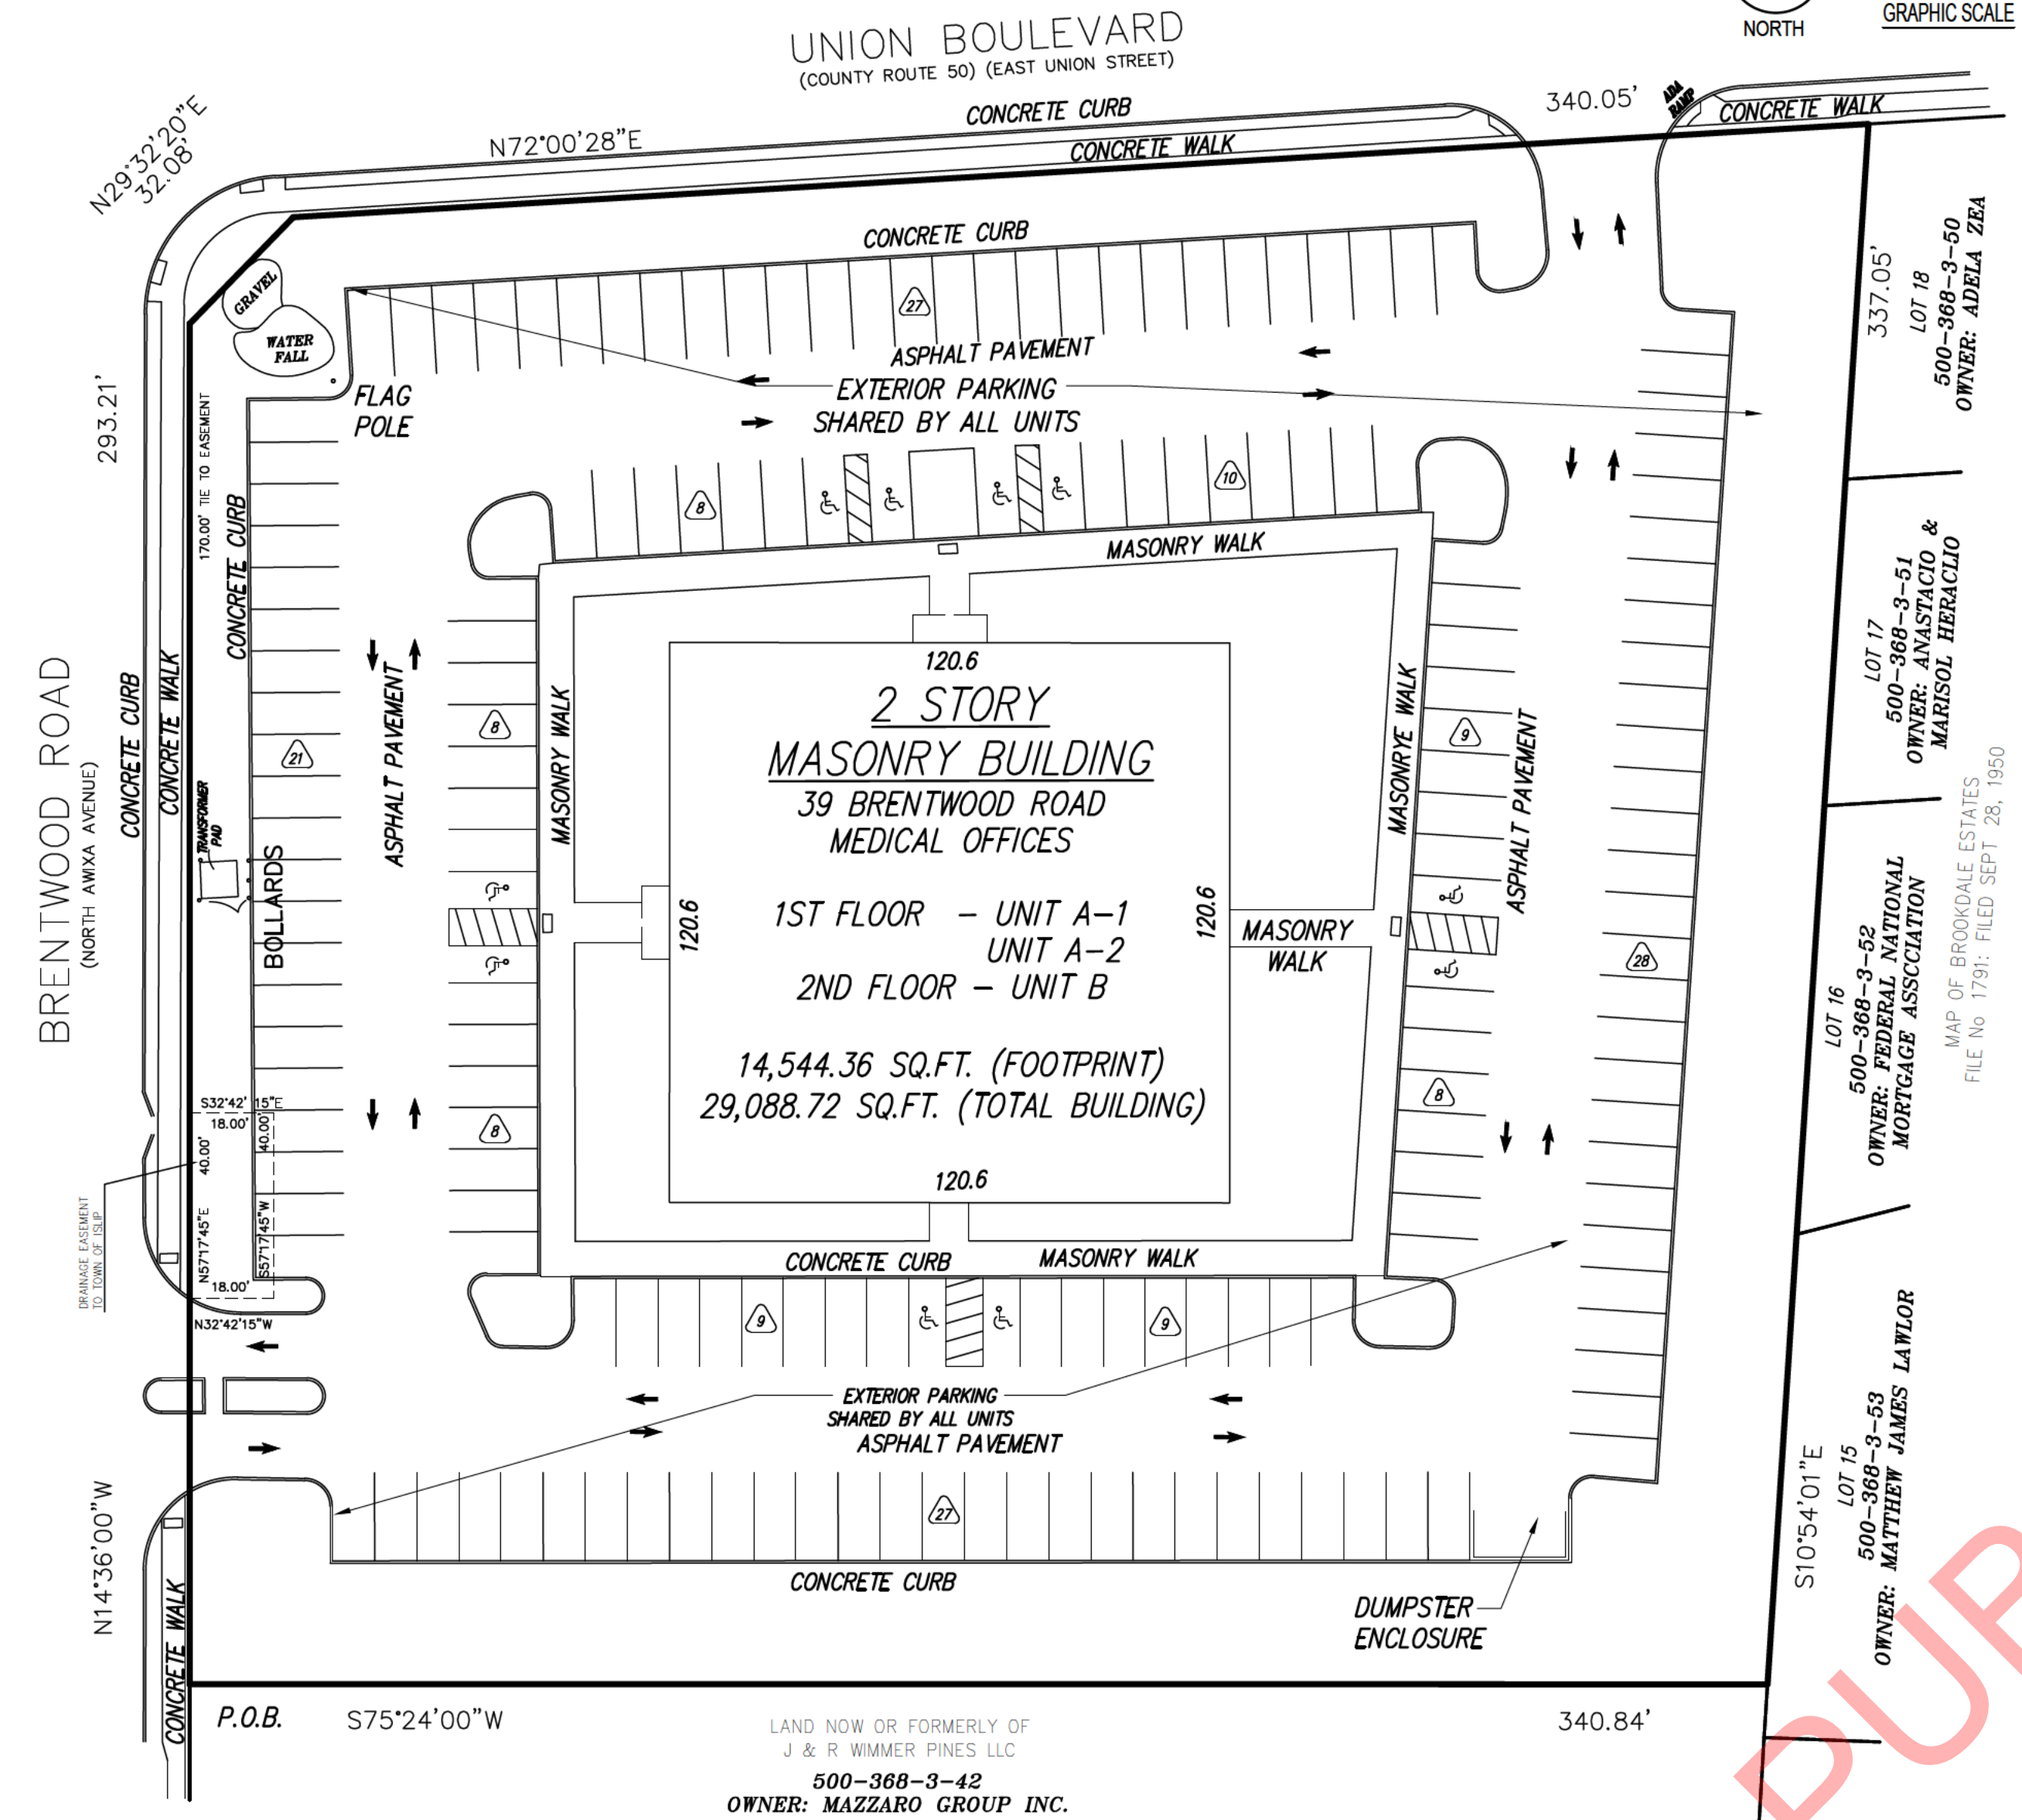 NORTH
GRAPHIC SCALE
UNION BOULEVARD
(COUNTY ROUTE 50) (EAST UNION STREET)
N29°32'20"E
32.08'
N72°00'28"E
CONCRETE CURB
CONCRETE WALK
340.05'
ADA
RAMP
CONCRETE WALK
CONCRETE CURB
GRAVEL
WATER
FALL
27
ASPHALT PAVEMENT
EXTERIOR PARKING
SHARED BY ALL UNITS
FLAG
POLE
293.21'
170.00' TIE TO EASEMENT
CONCRETE CURB
8
10
MASONRY WALK
337.05'
LOT 18
500-368-3-50
OWNER: ADELA ZEA
LOT 17
500-368-3-51
OWNER: ANASTACIO &
MARISOL HERACLIO
BRENTWOOD ROAD
(NORTH AWIXA AVENUE)
CONCRETE CURB
CONCRETE WALK
21
ASPHALT PAVEMENT
8
MASONRY WALK
TRANSFORMER
PAD
BOLLARDS
120.6
2 STORY
MASONRY BUILDING
39 BRENTWOOD ROAD
MEDICAL OFFICES
1ST FLOOR - UNIT A-1
UNIT A-2
2ND FLOOR - UNIT B
14,544.36 SQ.FT. (FOOTPRINT)
29,088.72 SQ.FT. (TOTAL BUILDING)
120.6
120.6
120.6
MASONRY
WALK
MASONRYE WALK
9
ASPHALT PAVEMENT
28
8
LOT 16
500-368-3-52
OWNER: FEDERAL NATIONAL
MORTGAGE ASSCCIATION
MAP OF BROOKDALE ESTATES
FILE No 1791: FILED SEPT 28, 1950
S32°42'15"E
18.00'
40.00'
40.00'
N57°17'45"E
S57°17'45"W
18.00'
N32°42'15"W
DRAINAGE EASEMENT
TO TOWN OF ISLIP
8
CONCRETE CURB
MASONRY WALK
9
9
EXTERIOR PARKING
SHARED BY ALL UNITS
ASPHALT PAVEMENT
27
CONCRETE CURB
DUMPSTER
ENCLOSURE
LOT 15
500-368-3-53
OWNER: MATTHEW JAMES LAWLOR
S10°54'01"E
N14°36'00"W
CONCRETE WALK
P.O.B.
S75°24'00"W
340.84'
LAND NOW OR FORMERLY OF
J & R WIMMER PINES LLC
500-368-3-42
OWNER: MAZZARO GROUP INC.
PUR